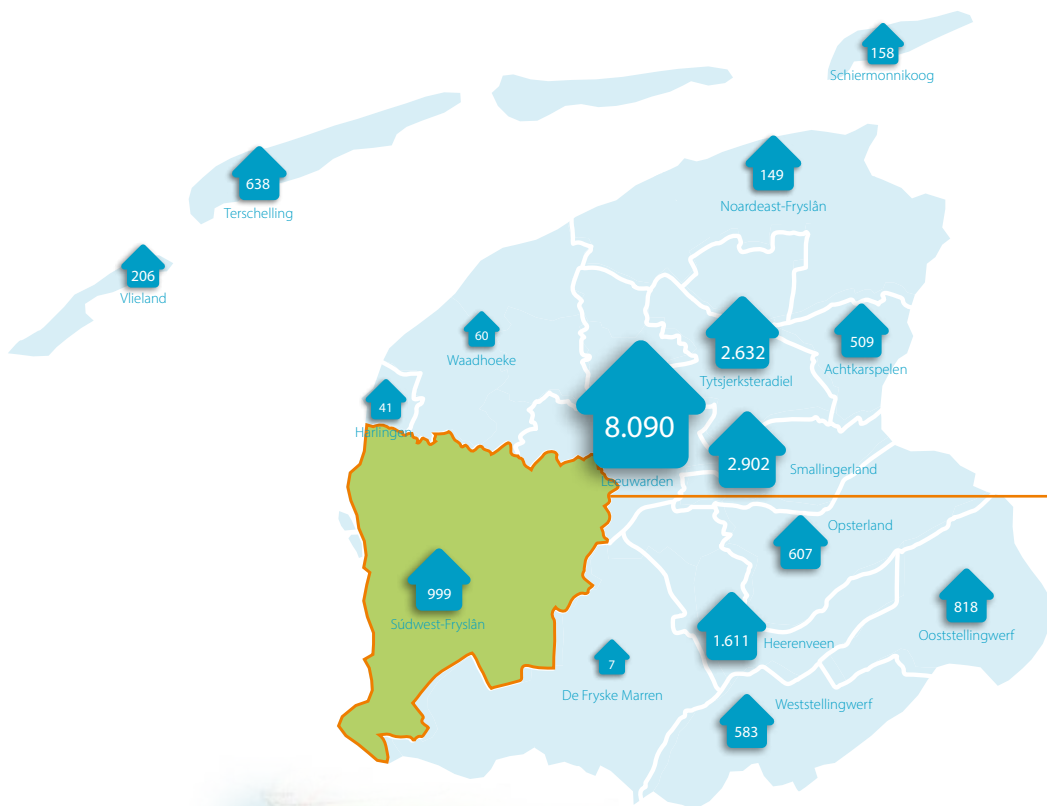 158
Schiermonnikoog
149
Noardeast-Fryslân
638
Terschelling
206
Vlieland
60
Waadhoeke
2.632
Tytsjerksteradiel
509
Achtkarspelen
41
Harlingen
8.090
Leeuwarden
2.902
Smallingerland
Opsterland
607
999
Súdwest-Fryslân
818
Ooststellingwerf
1.611
Heerenveen
7
De Fryske Marren
Weststellingwerf
583